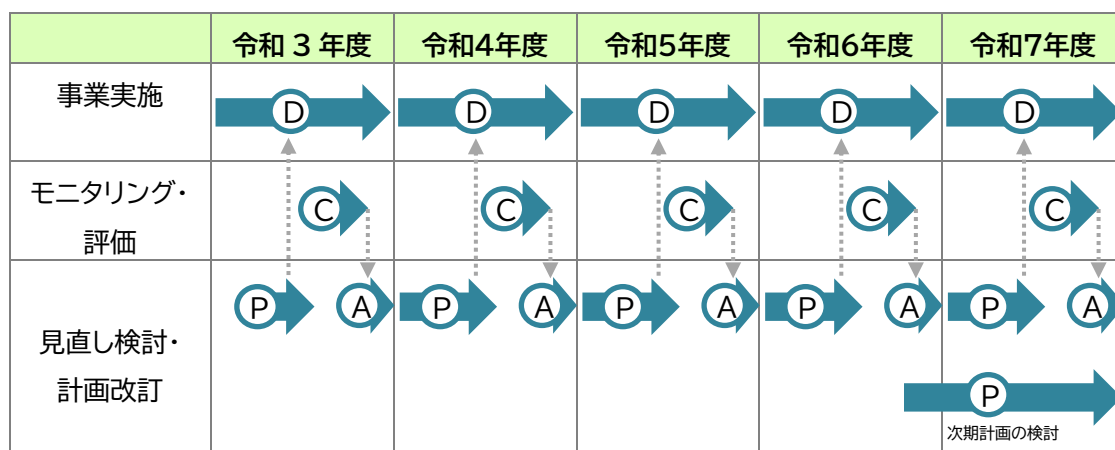 令和 3 年度 令和4年度 令和5年度 令和6年度 令和7年度
事業実施 D D D D D
モニタリング・
評価
C C C C C
P A P A P A P A P A
見直し検討・
計画改訂
P
次期計画の検討